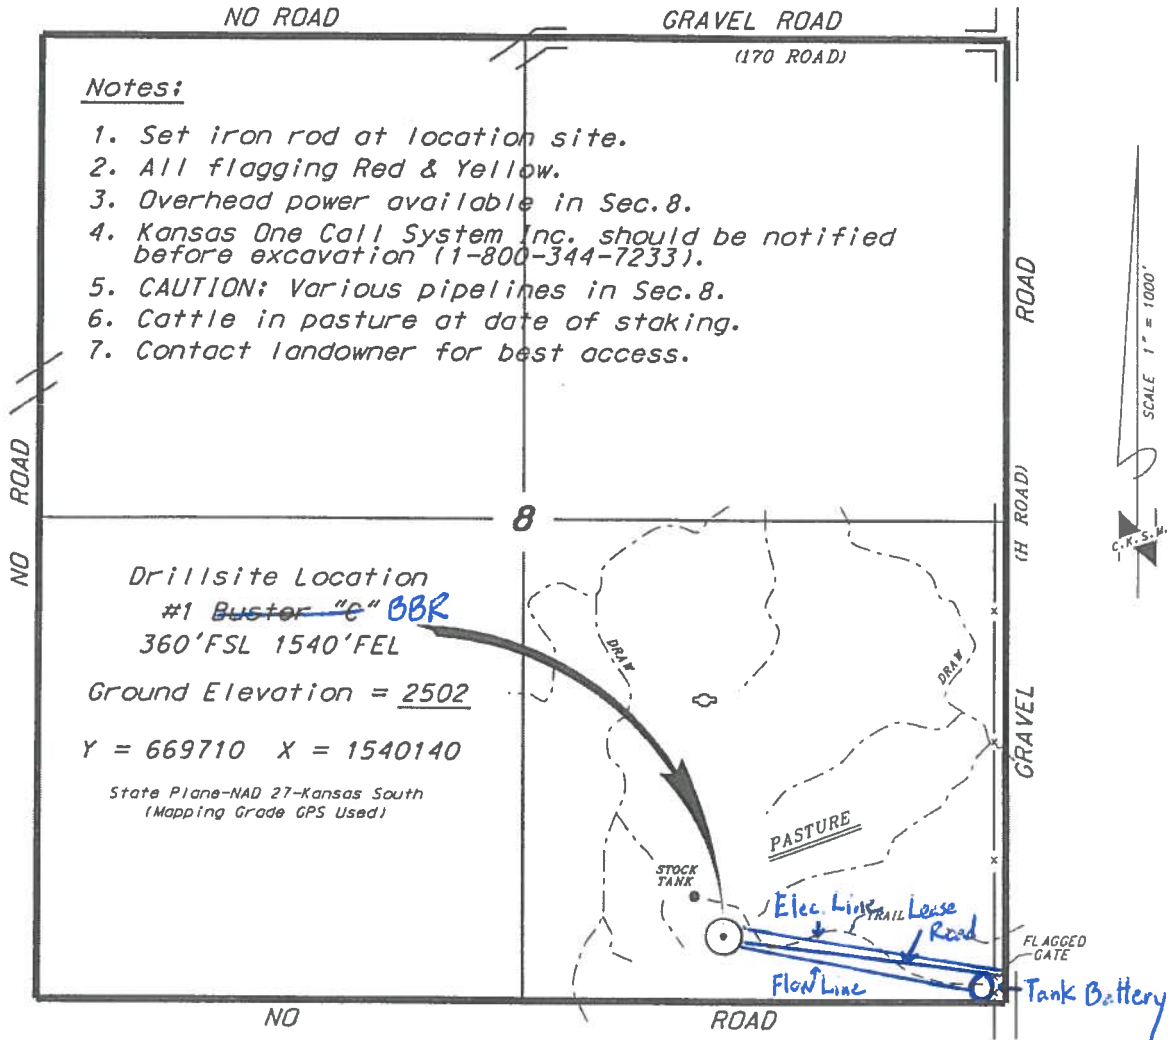 NO ROAD
GRAVEL ROAD
(170 ROAD)
Notes:
1. Set iron rod at location site.
2. All flagging Red & Yellow.
3. Overhead power available in Sec.8.
4. Kansas One Call System Inc. should be notified
before excavation (1-800-344-7233).
5. CAUTION: Various pipelines in Sec.8.
6. Cattle in pasture at date of staking.
7. Contact landowner for best access.
ROAD
SCALE 1" = 1000'
NO ROAD
(H ROAD)
8
C.K.S.M.
Drillsite Location
#1 Buster "C" BBR
360'FSL 1540'FEL
Ground Elevation = 2502
Y = 669710 X = 1540140
State Plane-NAD 27-Kansas South
(Mapping Grade GPS Used)
DRAW
DRAW
GRAVEL
PASTURE
STOCK
TANK
Elec. Line
TRAIL
Lease
Road
FLAGGED
GATE
Flow Line
Tank Battery
NO
ROAD